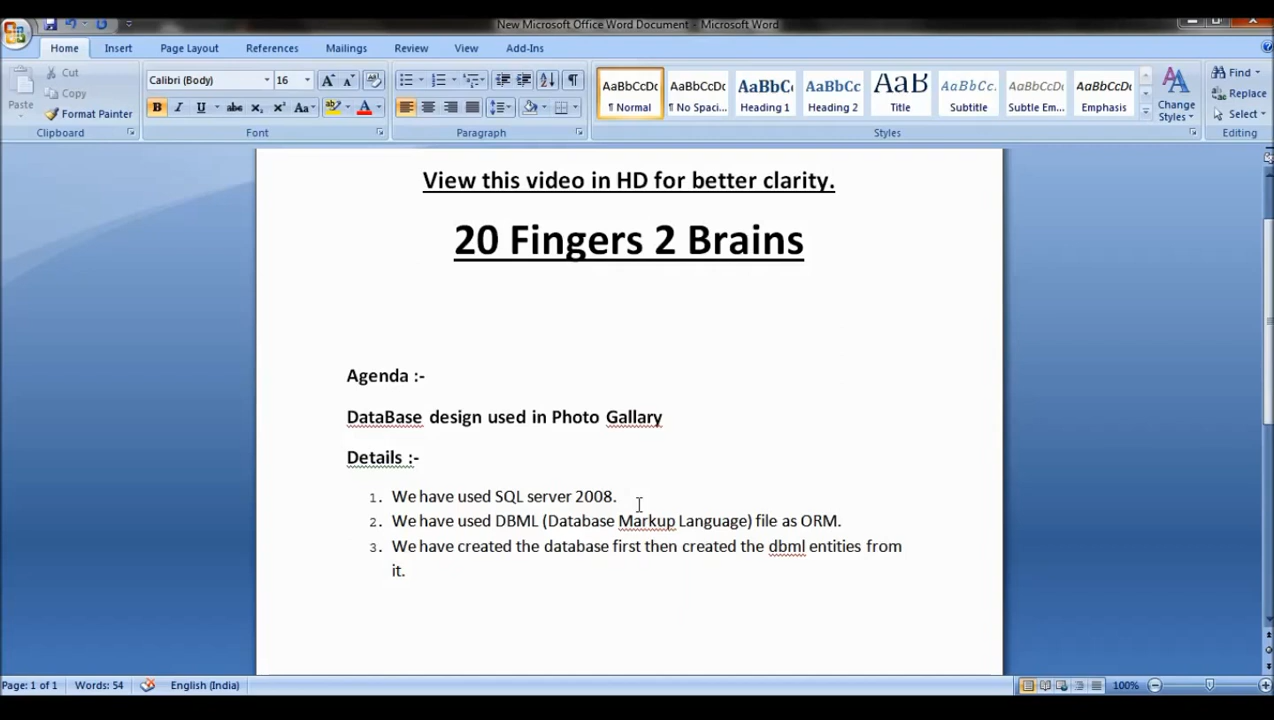 New Microsoft Office Word Document - Microsoft Word
Home Insert Page Layout References Mailings Review View Add-Ins
Cut
Copy
Format Painter
Paste
Clipboard
Calibri (Body) 16
Font
Paragraph
AaBbCcDc AaBbCcDc AaBbCc AaBbCc AaB AaBbCc. AaBbCcDc AaBbCcDc
¶ Normal ¶ No Spaci... Heading 1 Heading 2 Title Subtitle Subtle Em... Emphasis
Change
Styles
Styles
Find
Replace
Select
Editing
View this video in HD for better clarity.
20 Fingers 2 Brains
Agenda :-
DataBase design used in Photo Gallary
Details :-
1. We have used SQL server 2008.
2. We have used DBML (Database Markup Language) file as ORM.
3. We have created the database first then created the dbml entities from
it.
Page: 1 of 1 Words: 54 English (India) 100%